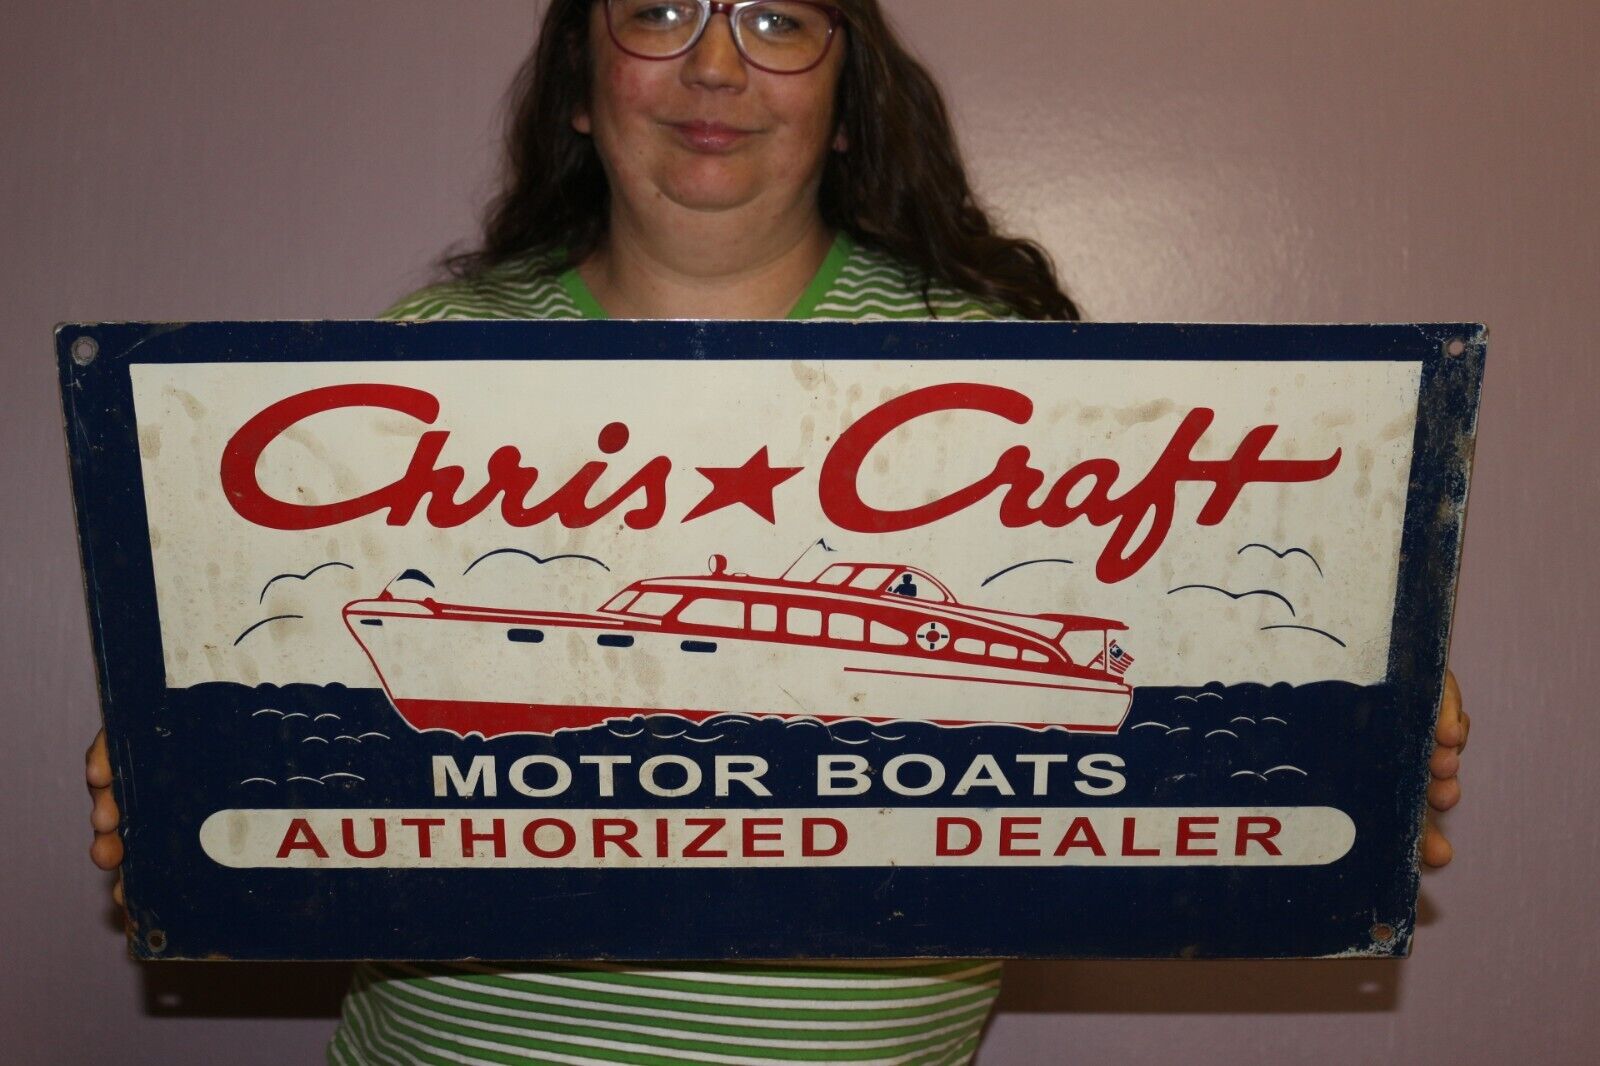 Chris★Craft
MOTOR BOATS
AUTHORIZED DEALER